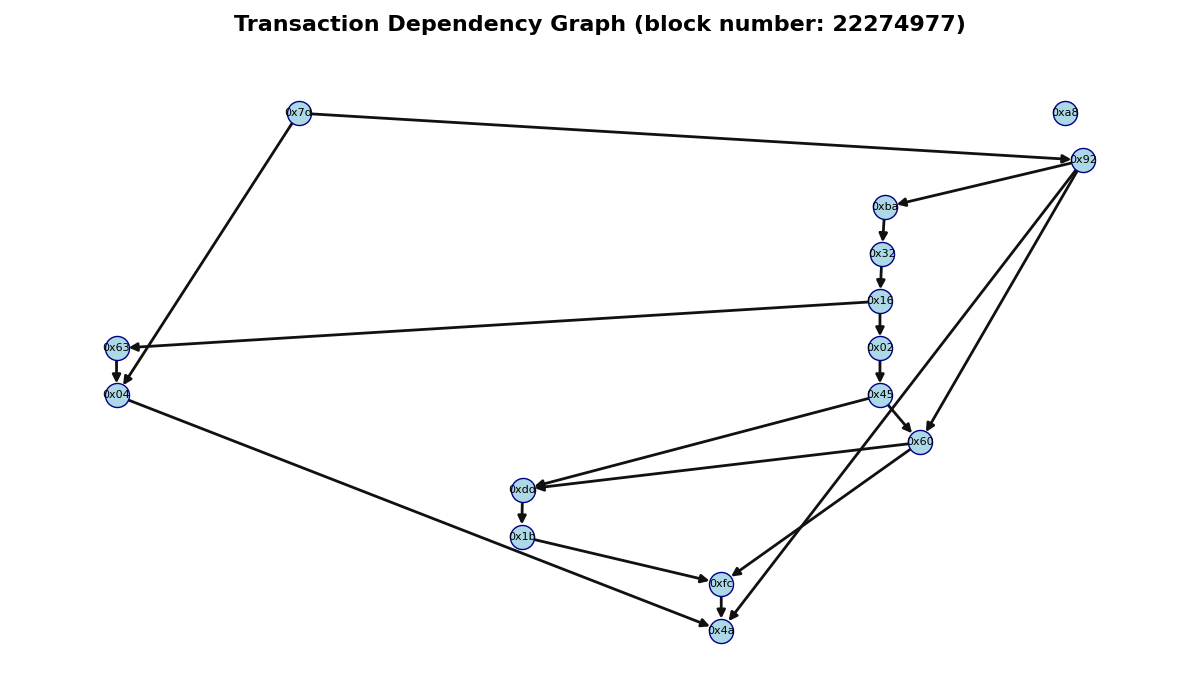 Transaction Dependency Graph (block number: 22274977)
0x7d
0xa8
0x92
0xba
0x32
0x16
0x63
0x02
0x04
0x45
0x60
0xdd
0x1b
0xfc
0x4a